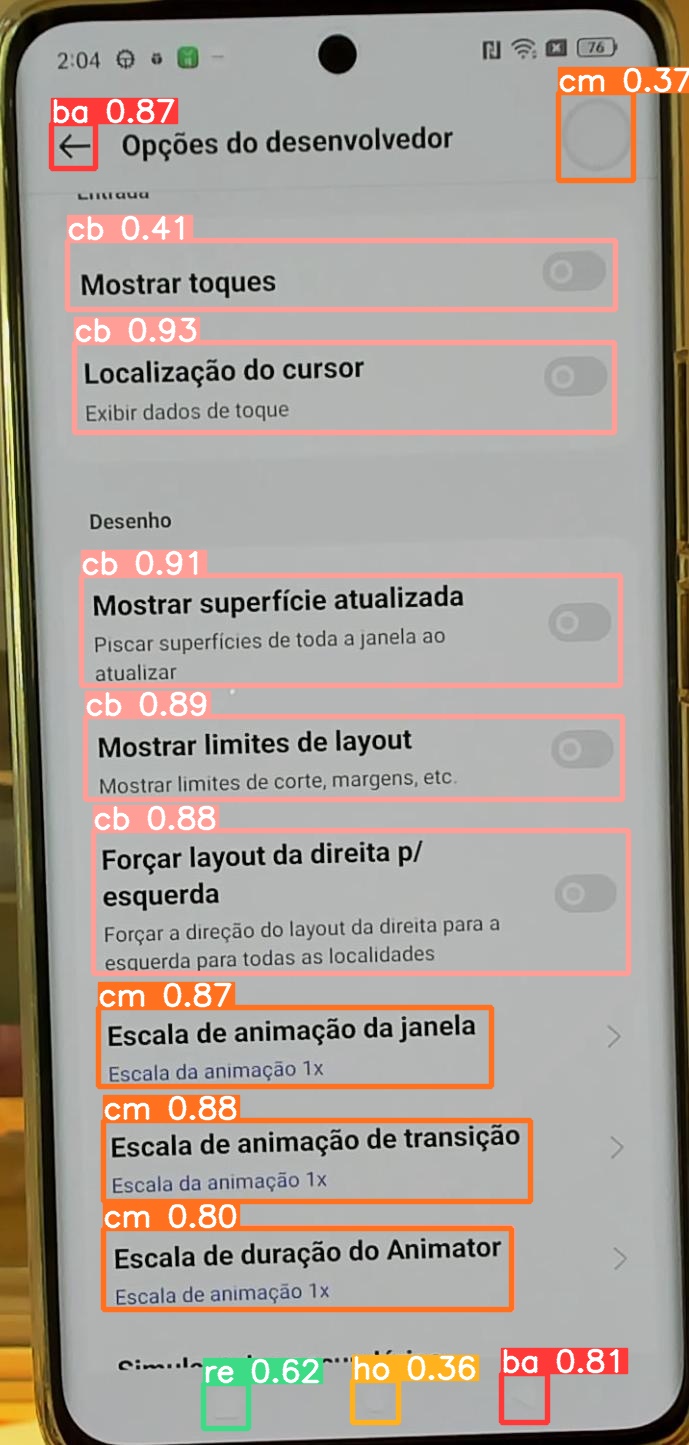 2:04
76
cm 0.37
ba 0.87
Opções do desenvolvedor
Entrada
cb 0.41
Mostrar toques
cb 0.93
Localização do cursor
Exibir dados de toque
Desenho
cb 0.91
Mostrar superfície atualizada
Piscar superfícies de toda a janela ao
atualizar
cb 0.89
Mostrar limites de layout
Mostrar limites de corte, margens, etc.
cb 0.88
Forçar layout da direita p/
esquerda
Forçar a direção do layout da direita para a
esquerda para todas as localidades
cm 0.87
Escala de animação da janela
Escala da animação 1x
cm 0.88
Escala de animação de transição
Escala da animação 1x
cm 0.80
Escala de duração do Animator
Escala de animação 1x
re 0.62
ho 0.36
ba 0.81